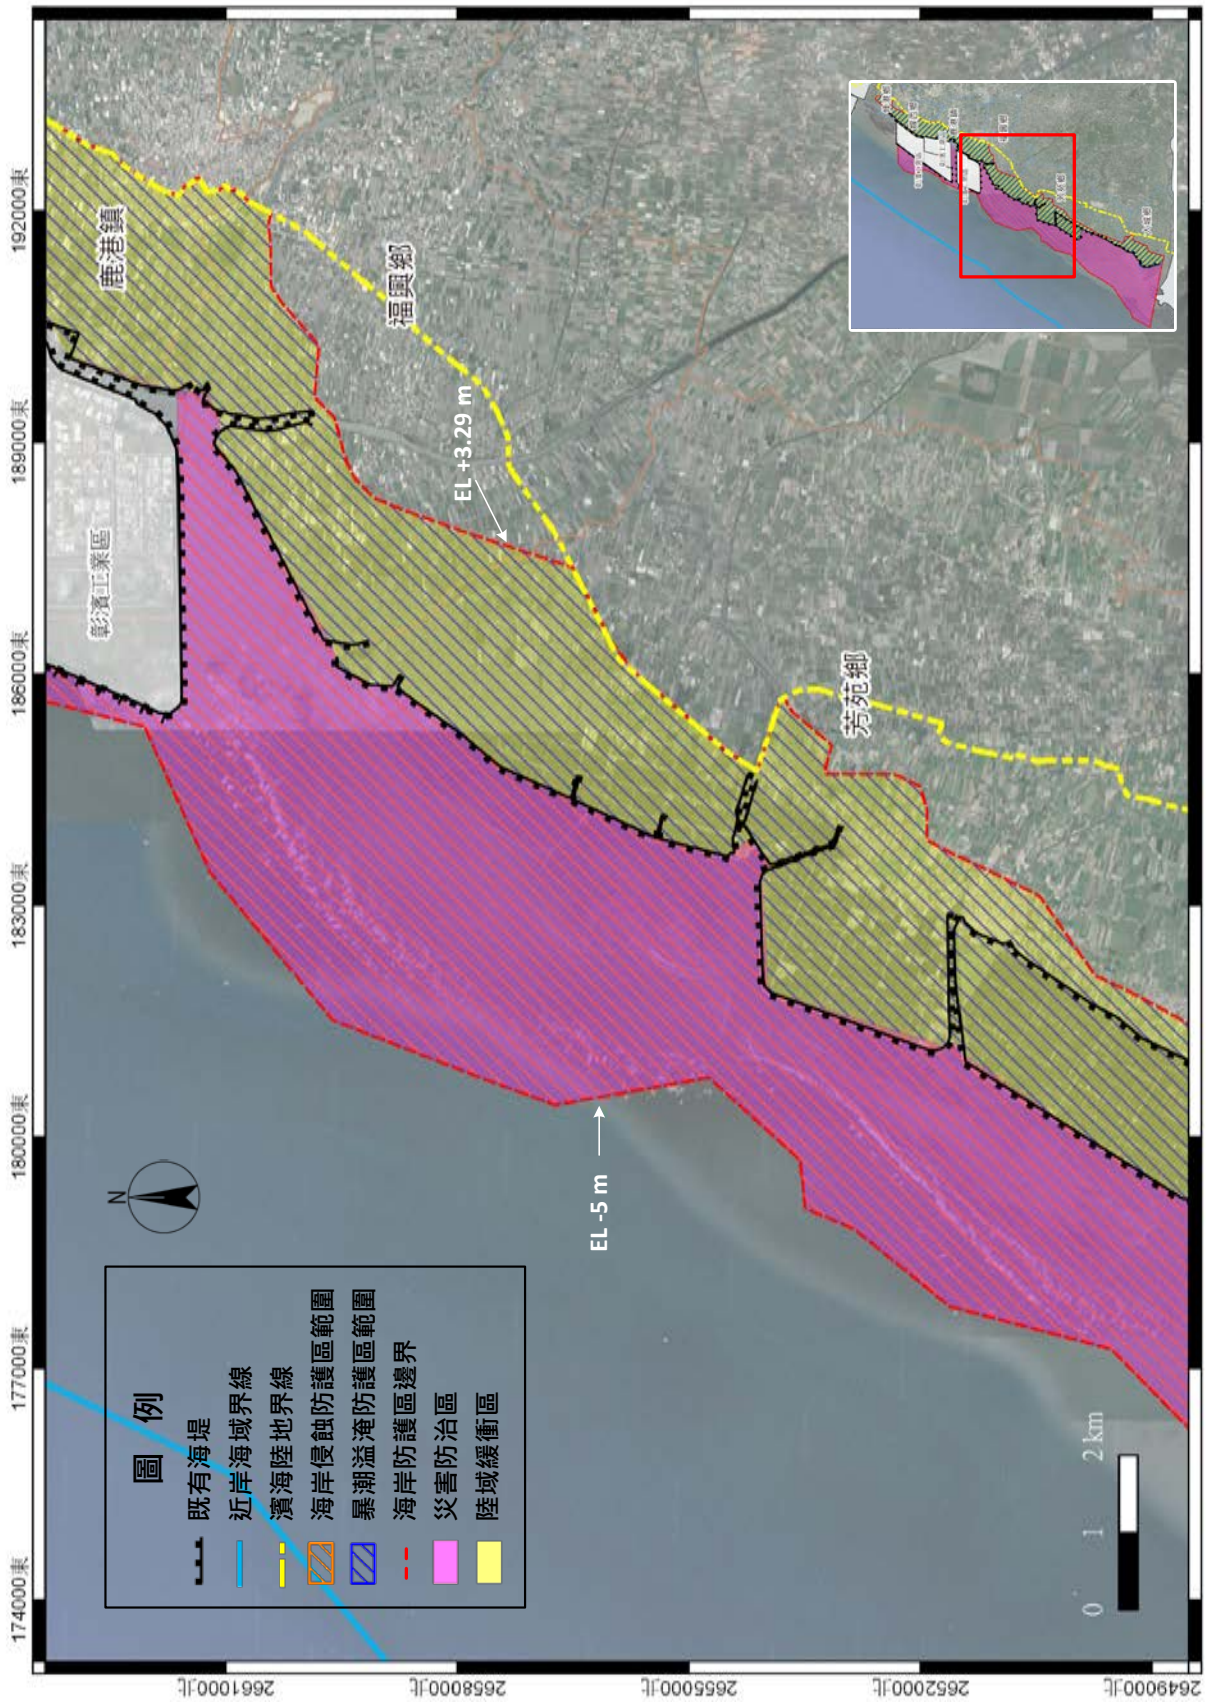 174000東
177000東
180000東
183000東
186000東
189000東
192000東
2661000北
2658000北
2655000北
2652000北
2649000北
圖 例
既有海堤
近岸海域界線
濱海陸地界線
海岸侵蝕防護區範圍
暴潮溢淹防護區範圍
海岸防護區邊界
災害防治區
陸域緩衝區
N
鹿港鎮
彰濱工業區
福興鄉
EL +3.29 m
芳苑鄉
EL -5 m
0 1 2 km